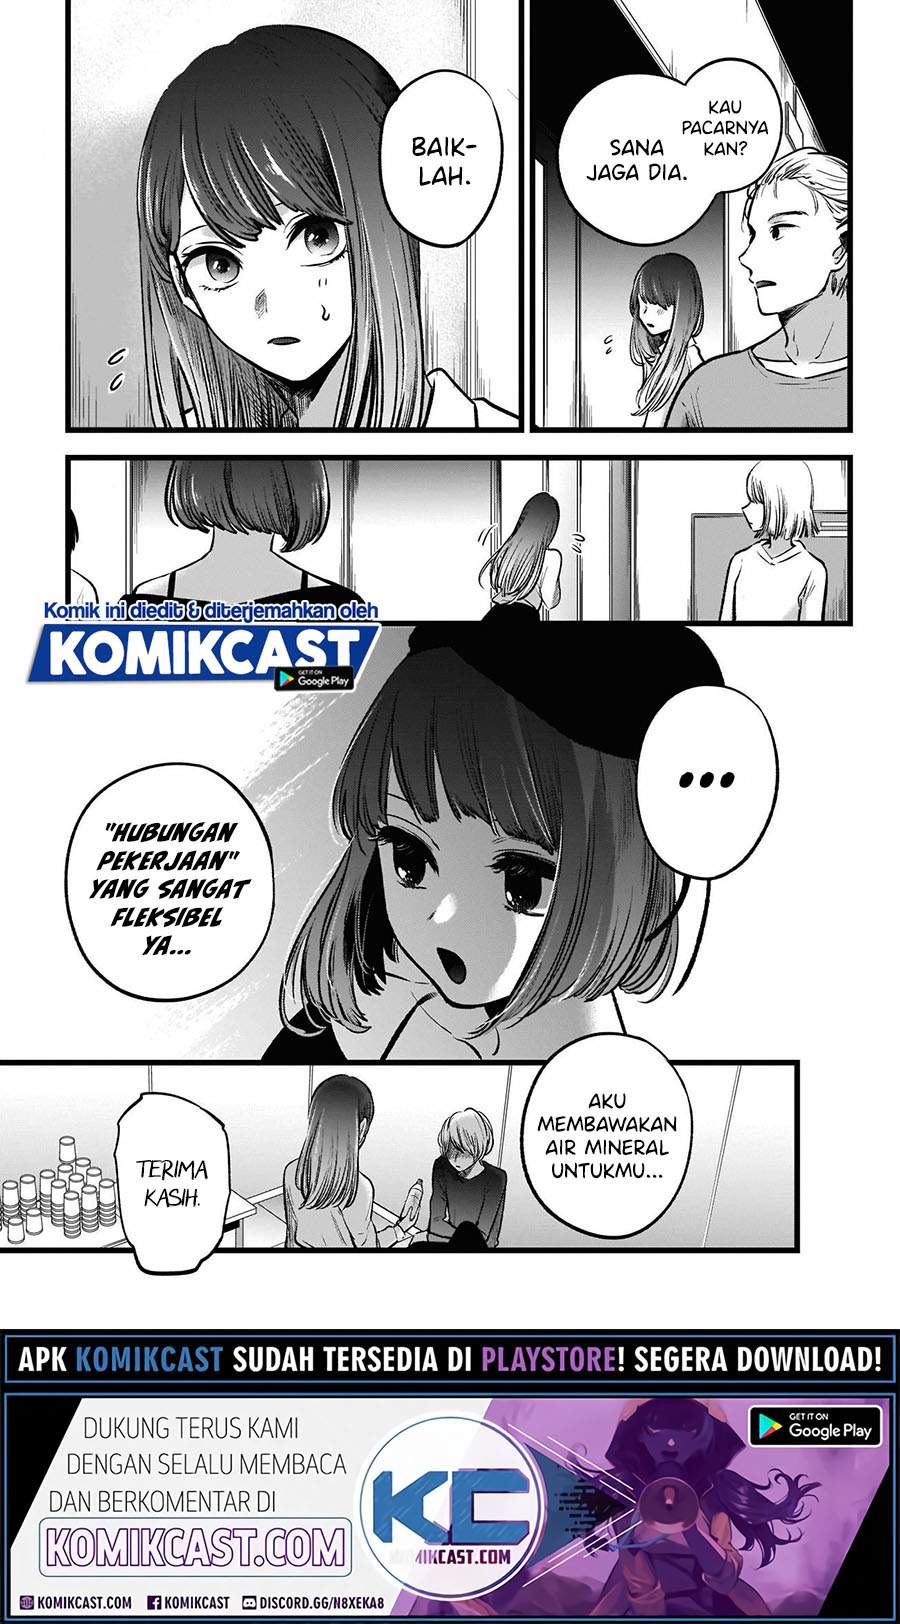 KAU
PACARNYA
KAN?
SANA
JAGA DIA.
BAIK-
LAH.
Komik ini diedit & diterjemahkan oleh
KOMIKCAST
GET IT ON
Google Play
...
"HUBUNGAN
PEKERJAAN"
YANG SANGAT
FLEKSIBEL
YA...
AKU
MEMBAWAKAN
AIR MINERAL
UNTUKMU...
TERIMA
KASIH.
APK KOMIKCAST SUDAH TERSEDIA DI PLAYSTORE! SEGERA DOWNLOAD!
DUKUNG TERUS KAMI
DENGAN SELALU MEMBACA
DAN BERKOMENTAR DI
KOMIKCAST.COM
KOMIKCAST.COM
KOMIKCAST
DISCORD.GG/N8XEKA8
KC
KOMIKCAST.COM
GET IT ON
Google Play